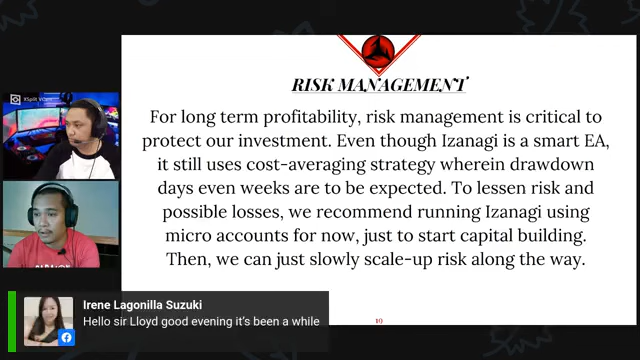 RISK MANAGEMENT
For long term profitability, risk management is critical to
protect our investment. Even though Izanagi is a smart EA,
it still uses cost-averaging strategy wherein drawdown
days even weeks are to be expected. To lessen risk and
possible losses, we recommend running Izanagi using
micro accounts for now, just to start capital building.
Then, we can just slowly scale-up risk along the way.
XSplit VCam
Irene Lagonilla Suzuki
Hello sir Lloyd good evening it's been a while
19